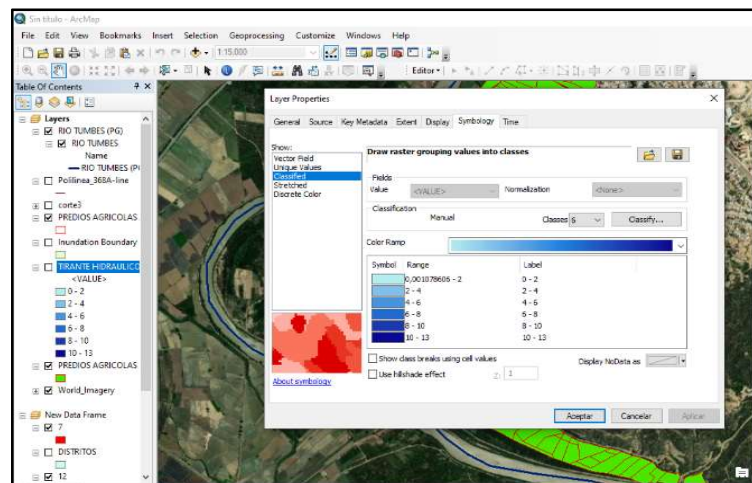 Sin título - ArcMap
File Edit View Bookmarks Insert Selection Geoprocessing Customize Windows Help
1:15.000
Editor
Table Of Contents
Layers
RIO TUMBES (PG)
RIO TUMBES
Name
RIO TUMBES (P
Polilinea_368A-line
corte3
PREDIOS AGRICOLAS
Inundation Boundary
TIRANTE HIDRAULICO
<VALUE>
0 - 2
2 - 4
4 - 6
6 - 8
8 - 10
10 - 13
PREDIOS AGRICOLAS
World_Imagery
New Data Frame
7
DISTRITOS
12
Layer Properties
General Source Key Metadata Extent Display Symbology Time
Show:
Vector Field
Unique Values
Classified
Stretched
Discrete Color
About symbology
Draw raster grouping values into classes
Fields
Value <VALUE> Normalization <None>
Classification
Manual Classes 6 Classify...
Color Ramp
Symbol Range Label
0,001078606 - 2 0 - 2
2 - 4 2 - 4
4 - 6 4 - 6
6 - 8 6 - 8
8 - 10 8 - 10
10 - 13 10 - 13
Show class breaks using cell values Display NoData as
Use hillshade effect Z: 1
Aceptar Cancelar Aplicar